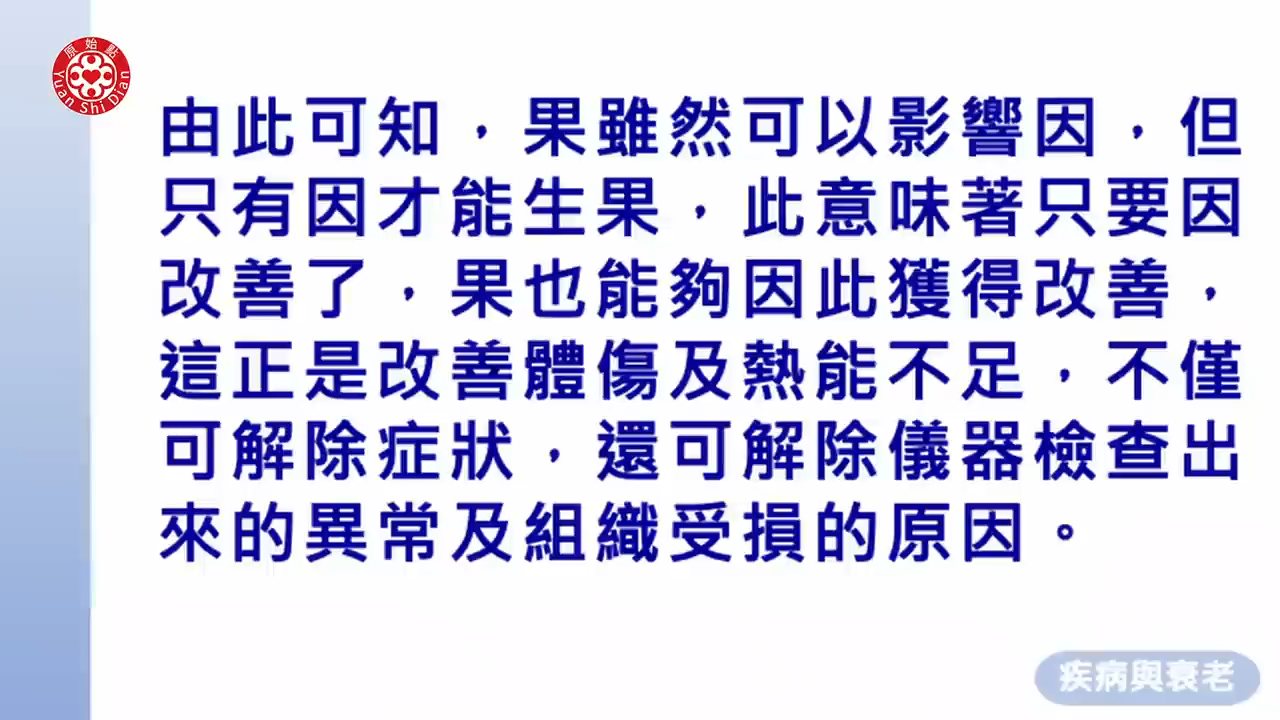 原始點
Yuan Shi Dian
由此可知，果雖然可以影響因，但
只有因才能生果，此意味著只要因
改善了，果也能夠因此獲得改善，
這正是改善體傷及熱能不足，不僅
可解除症狀，還可解除儀器檢查出
來的異常及組織受損的原因。
疾病與衰老